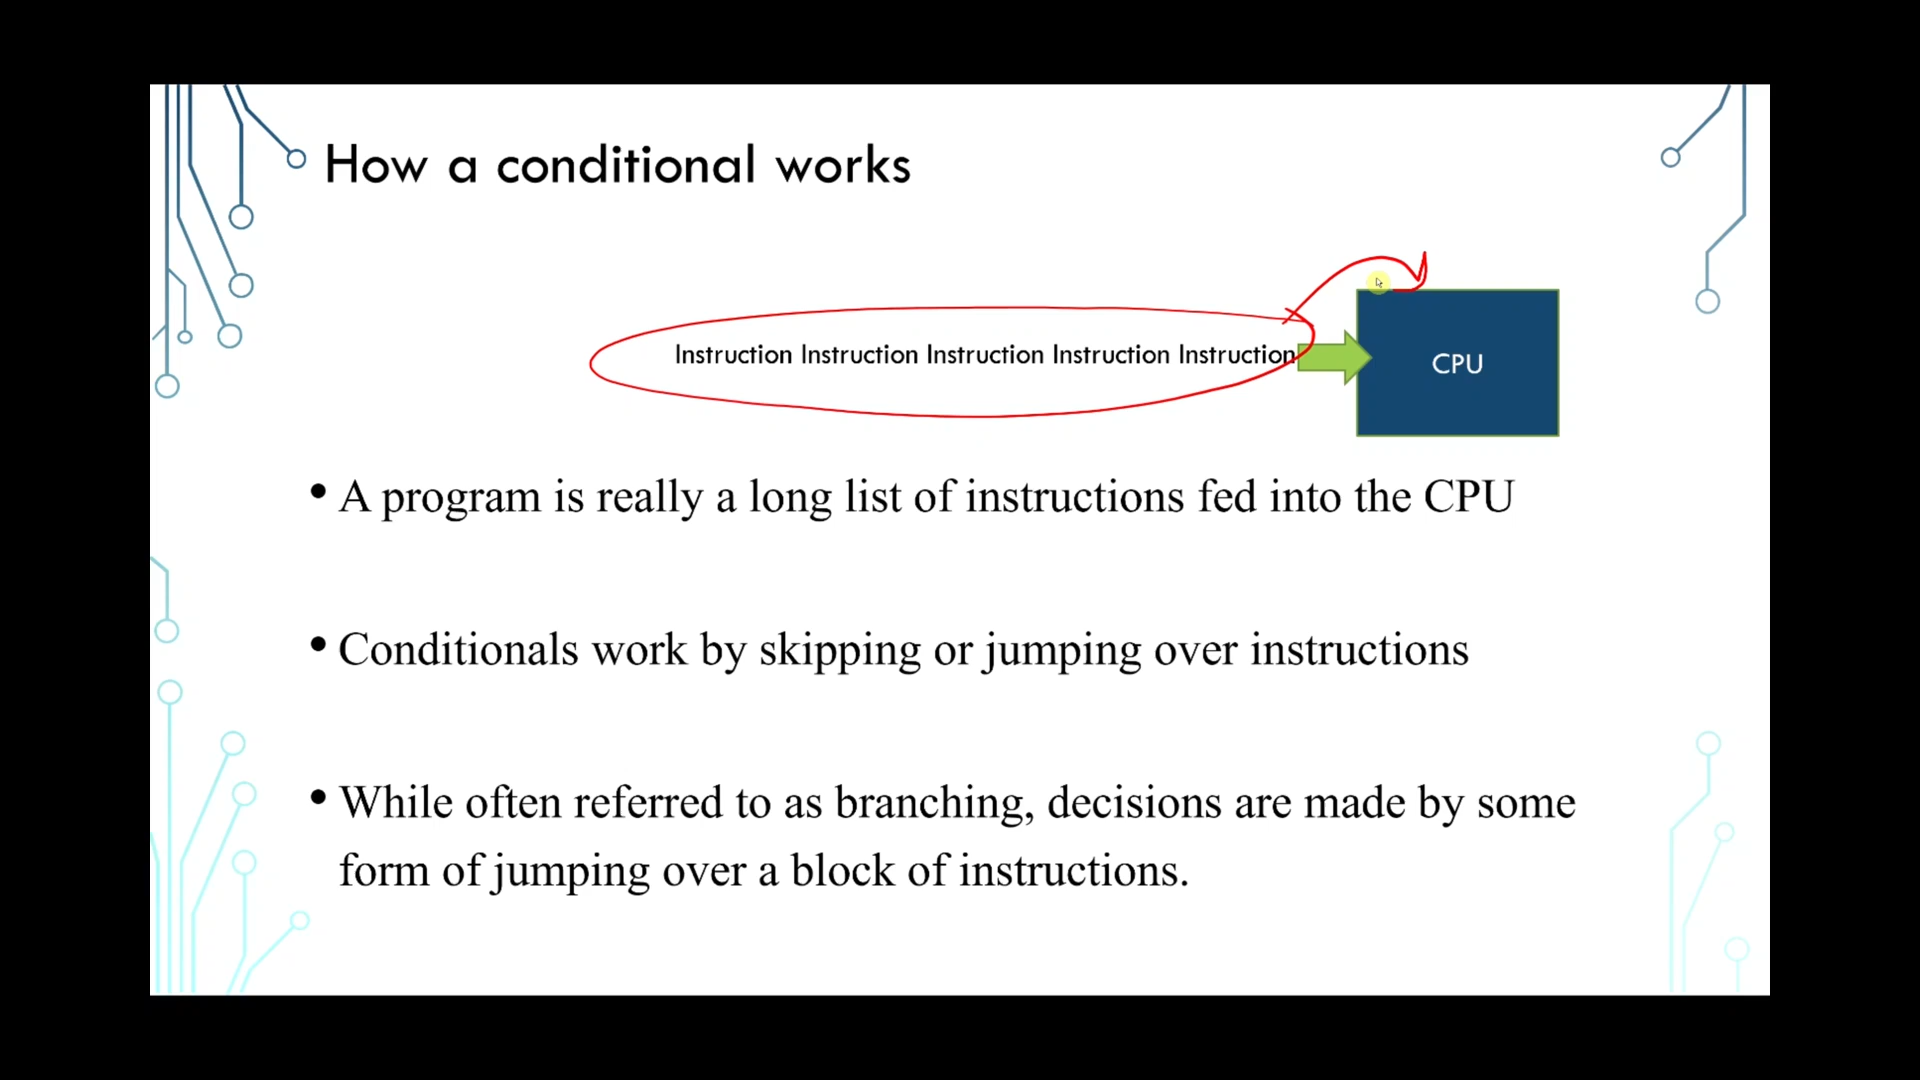 How a conditional works
Instruction Instruction Instruction Instruction Instruction
CPU
• A program is really a long list of instructions fed into the CPU
• Conditionals work by skipping or jumping over instructions
• While often referred to as branching, decisions are made by some
form of jumping over a block of instructions.